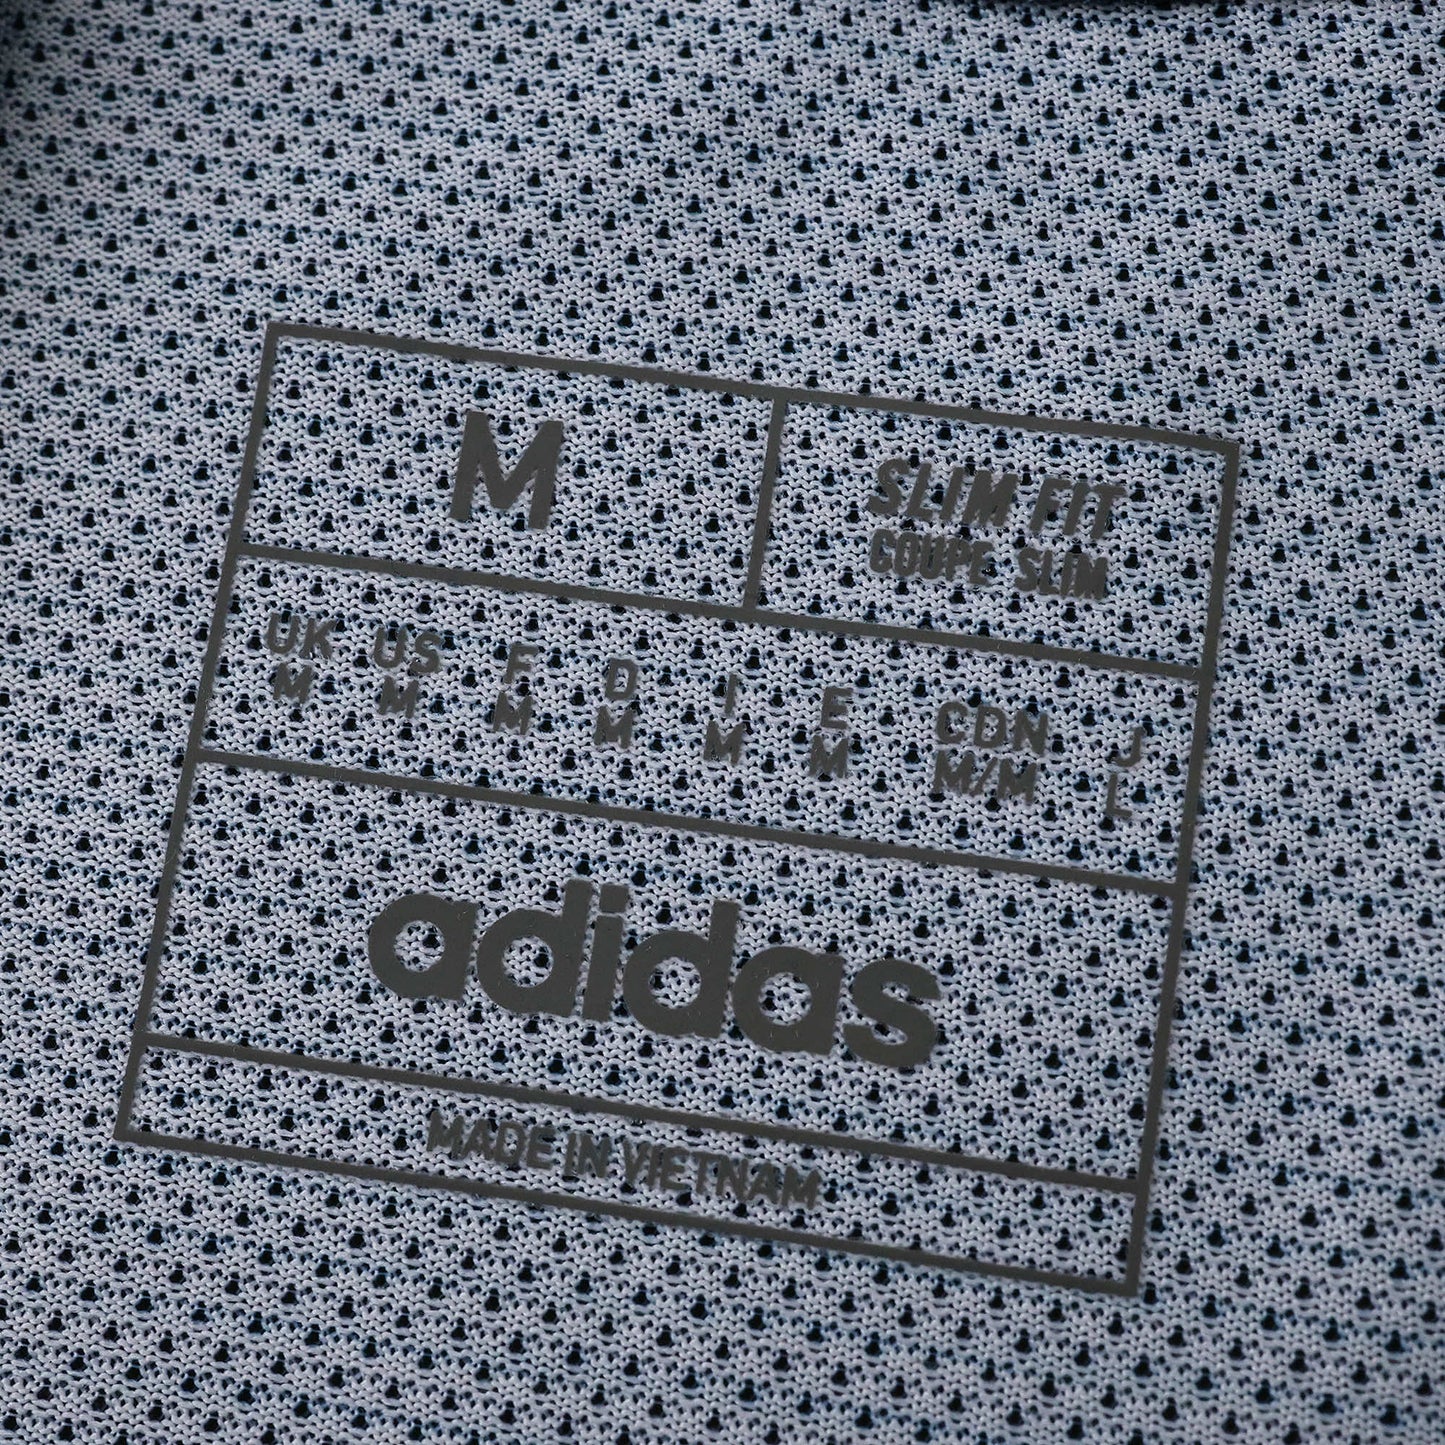 M
SLIM FIT
COUPE SLIM
UK US F D I E CDN J
M M M M M M M/M L
adidas
MADE IN VIETNAM